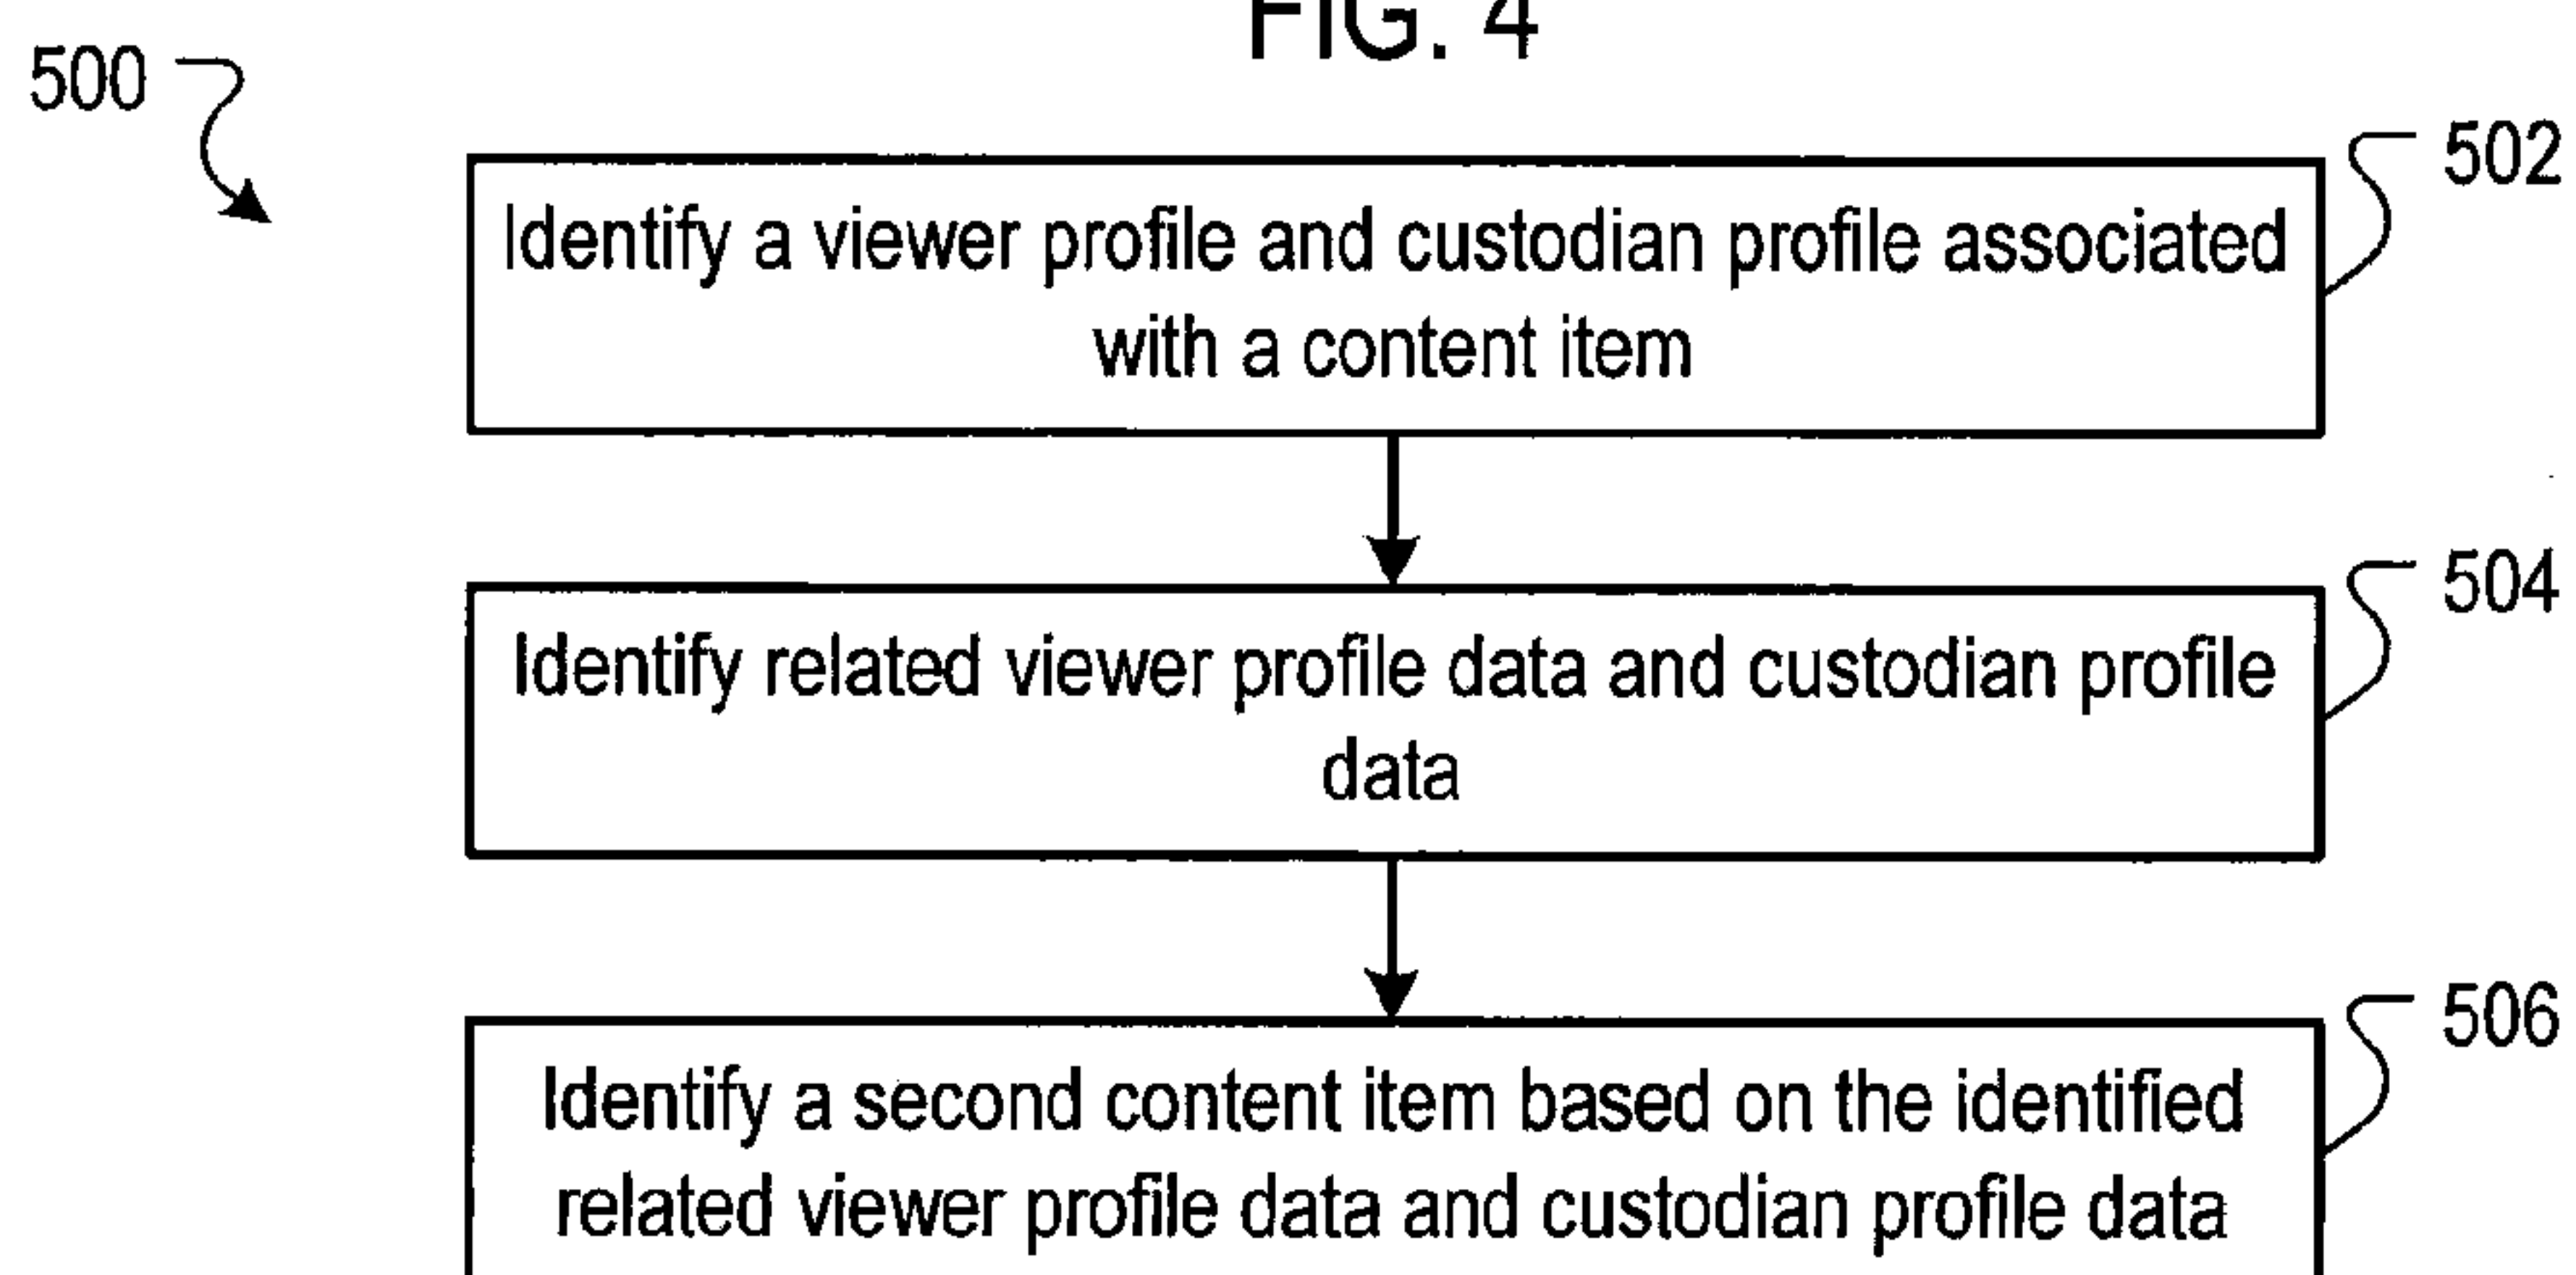 FIG. 4
500
502
Identify a viewer profile and custodian profile associated
with a content item
504
Identify related viewer profile data and custodian profile
data
506
Identify a second content item based on the identified
related viewer profile data and custodian profile data